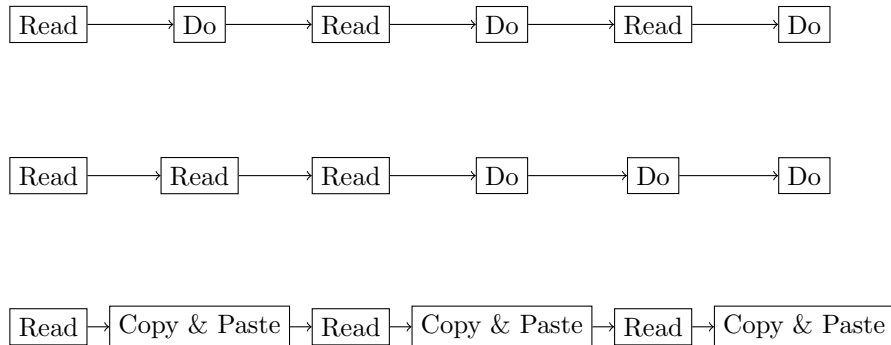 Read Do Read Do Read Do
Read Read Read Do Do Do
Read Copy & Paste Read Copy & Paste Read Copy & Paste